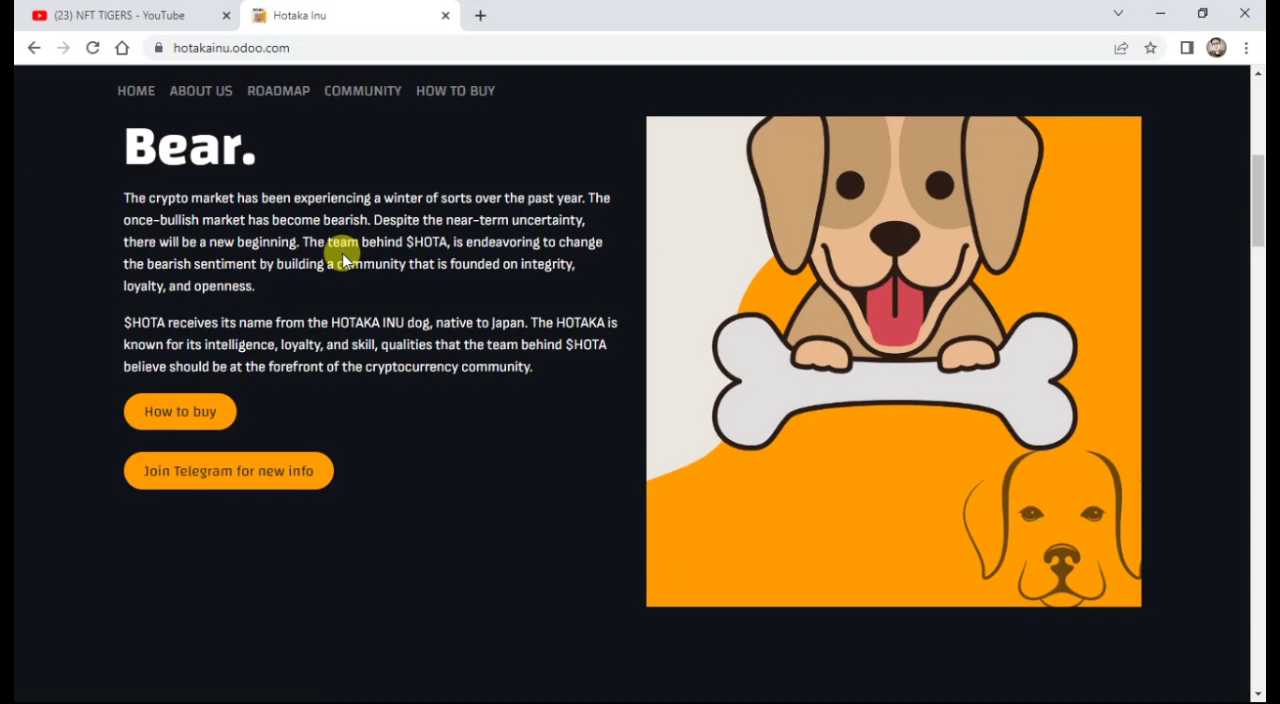 (23) NFT TIGERS - YouTube
Hotaka Inu
hotakainu.odoo.com
HOME ABOUT US ROADMAP COMMUNITY HOW TO BUY
Bear.
The crypto market has been experiencing a winter of sorts over the past year. The
once-bullish market has become bearish. Despite the near-term uncertainty,
there will be a new beginning. The team behind $HOTA, is endeavoring to change
the bearish sentiment by building a community that is founded on integrity,
loyalty, and openness.
$HOTA receives its name from the HOTAKA INU dog, native to Japan. The HOTAKA is
known for its intelligence, loyalty, and skill, qualities that the team behind $HOTA
believe should be at the forefront of the cryptocurrency community.
How to buy
Join Telegram for new info